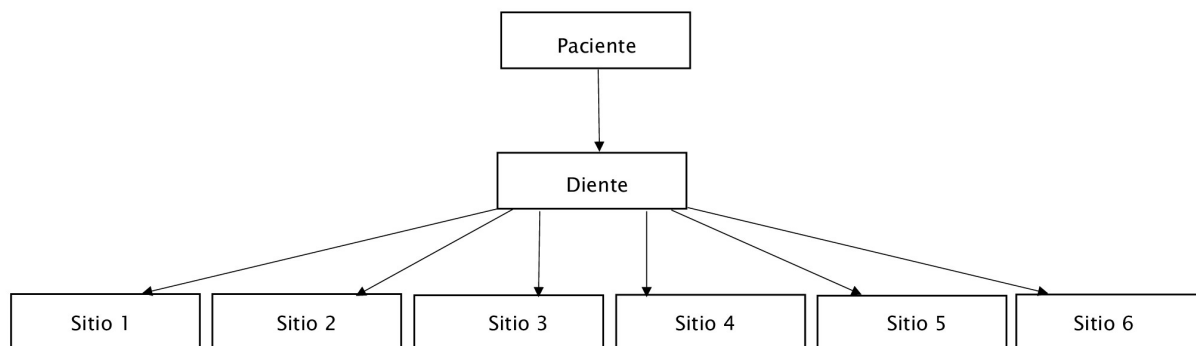 Paciente
Diente
Sitio 1
Sitio 2
Sitio 3
Sitio 4
Sitio 5
Sitio 6